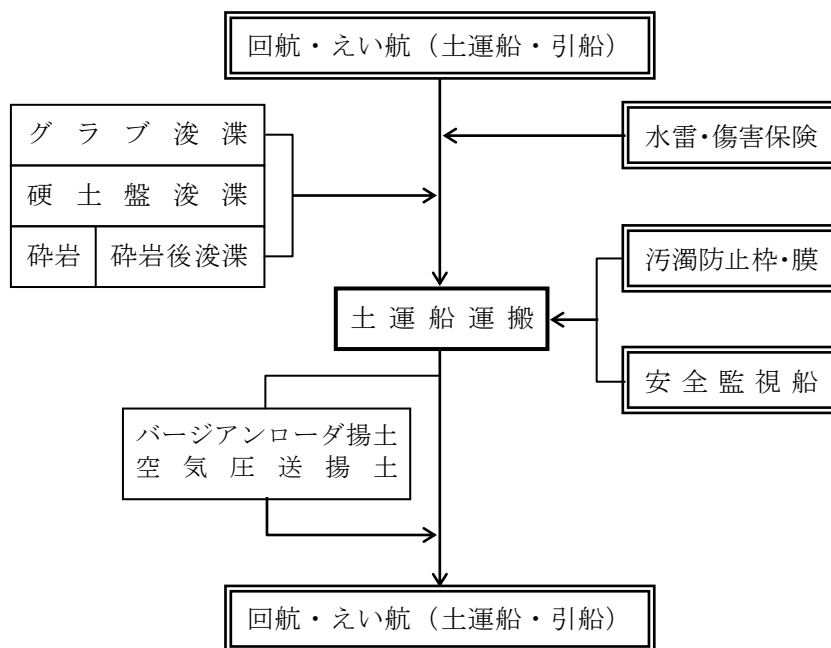 回航・えい航（土運船・引船）
グラブ浚渫
水雷・傷害保険
硬土盤浚渫
砕岩
砕岩後浚渫
汚濁防止枠・膜
土運船運搬
安全監視船
バージアンローダ揚土
空気圧送揚土
回航・えい航（土運船・引船）